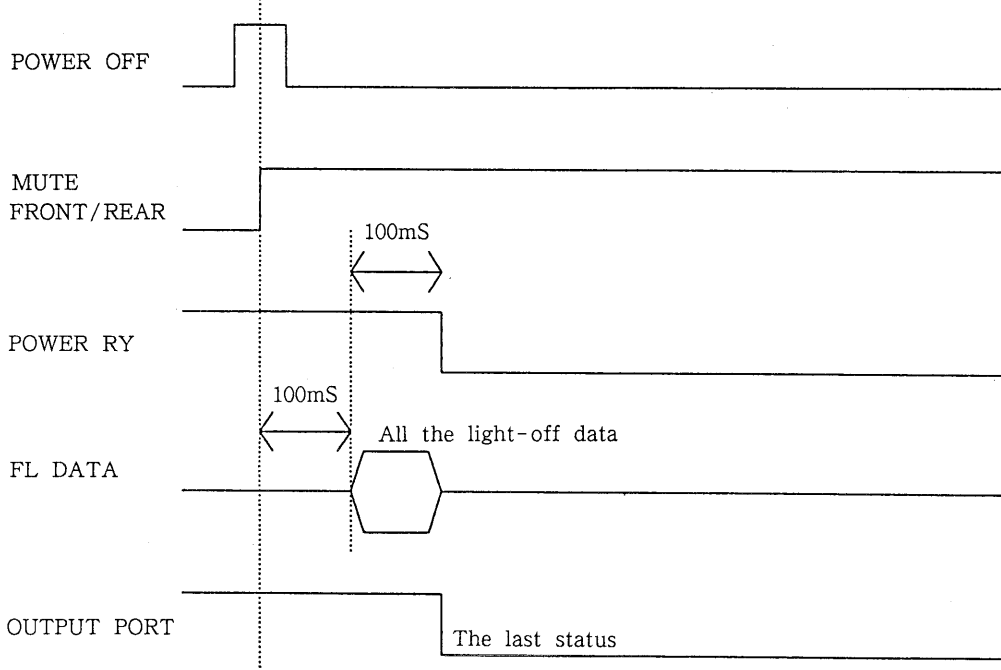 POWER OFF
MUTE
FRONT/REAR
100mS
POWER RY
100mS
All the light-off data
FL DATA
OUTPUT PORT
The last status